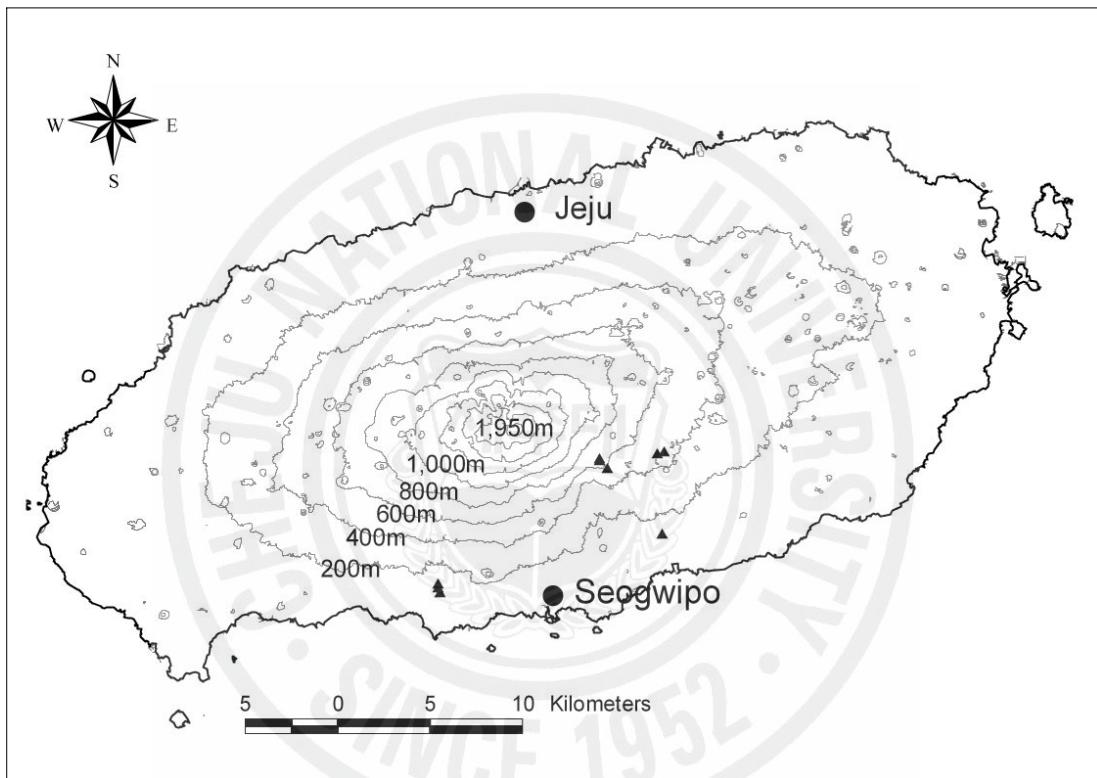 N
W E
S
Jeju
1,950m
1,000m
800m
600m
400m
200m
Seogwipo
5 0 5 10 Kilometers
CHEJU NATIONAL UNIVERSITY
SINCE 1952